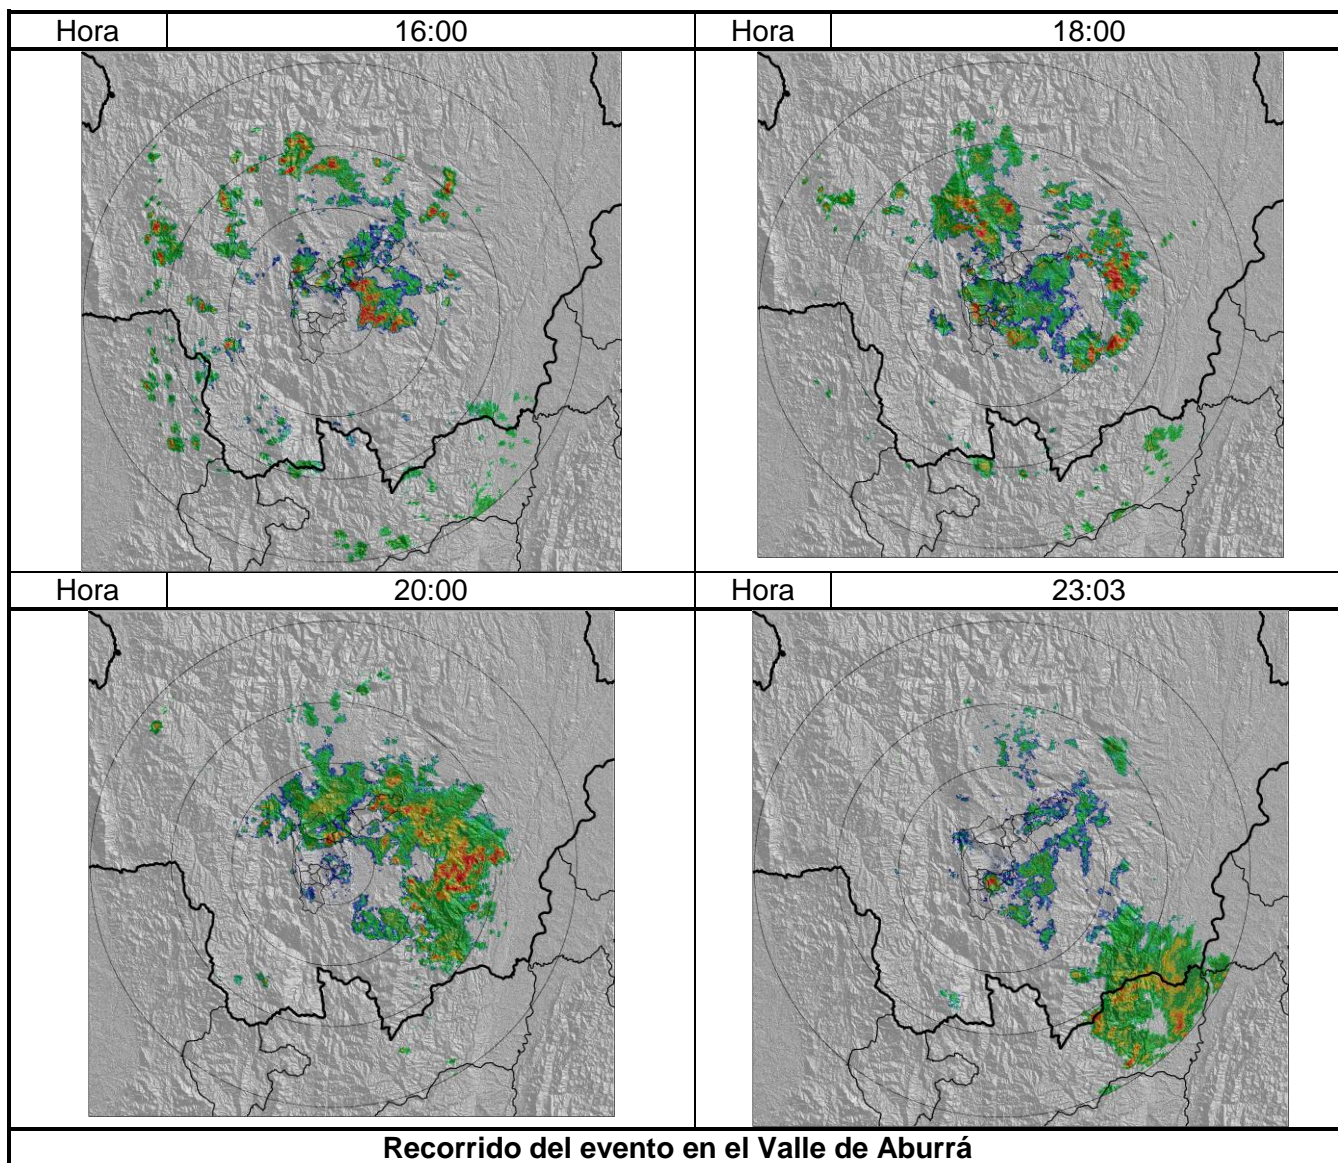 Hora 16:00 Hora 18:00
Hora 20:00 Hora 23:03
Recorrido del evento en el Valle de Aburrá